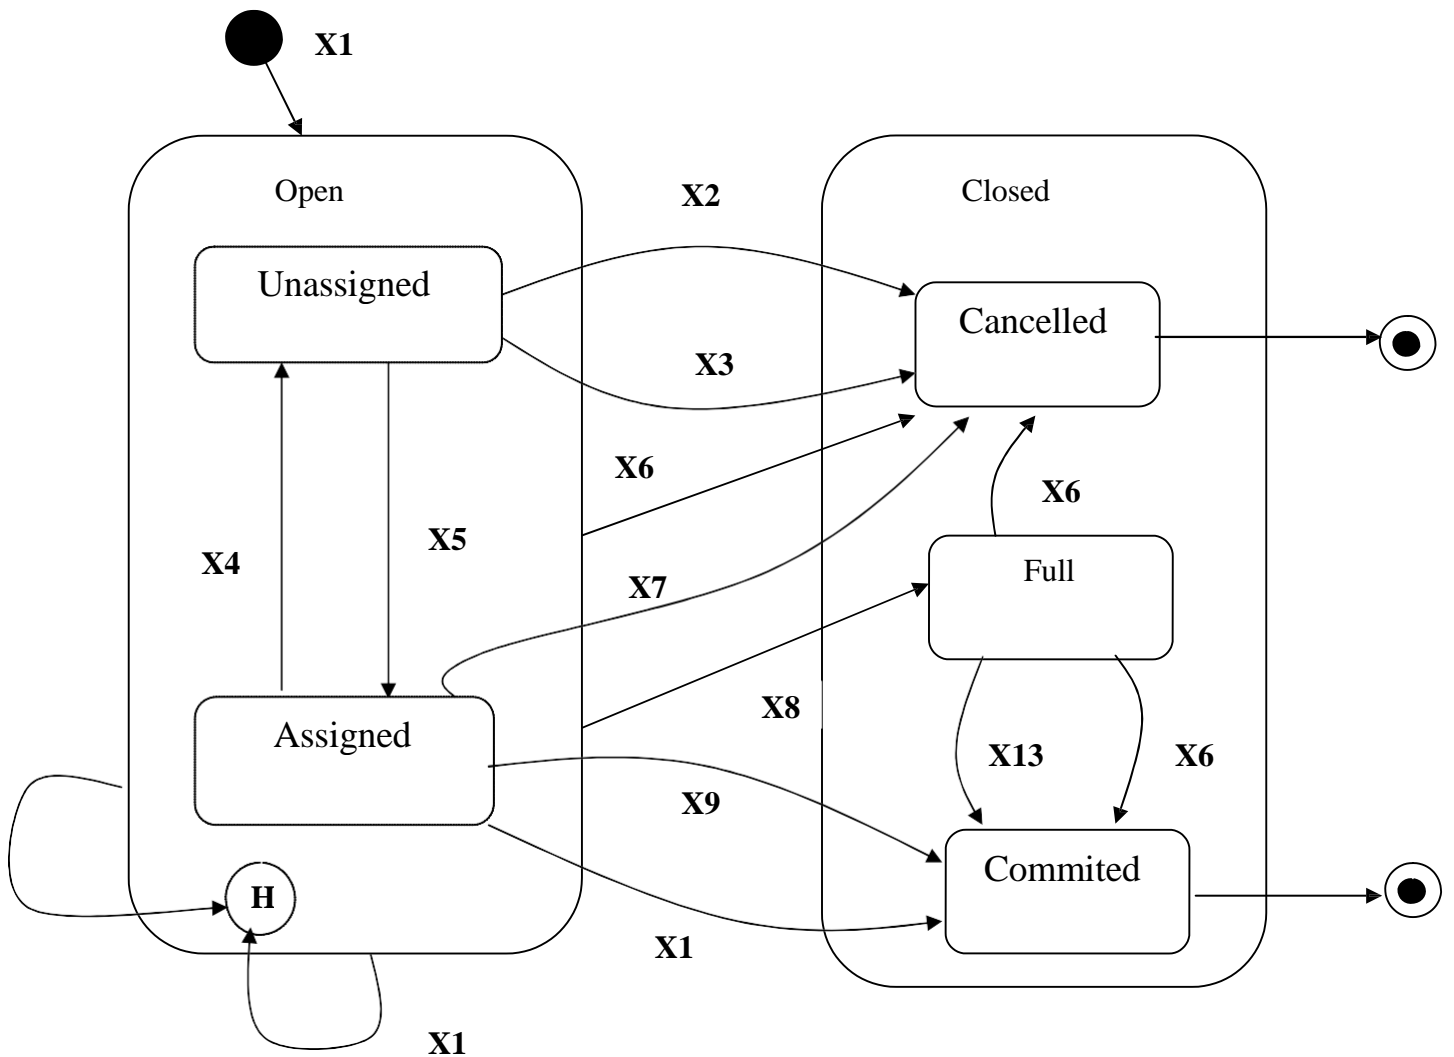 X1
Open
Closed
X2
Unassigned
Cancelled
X3
X6
X6
X5
X4
Full
X7
X8
Assigned
X13
X6
X9
Commited
H
X1
X1